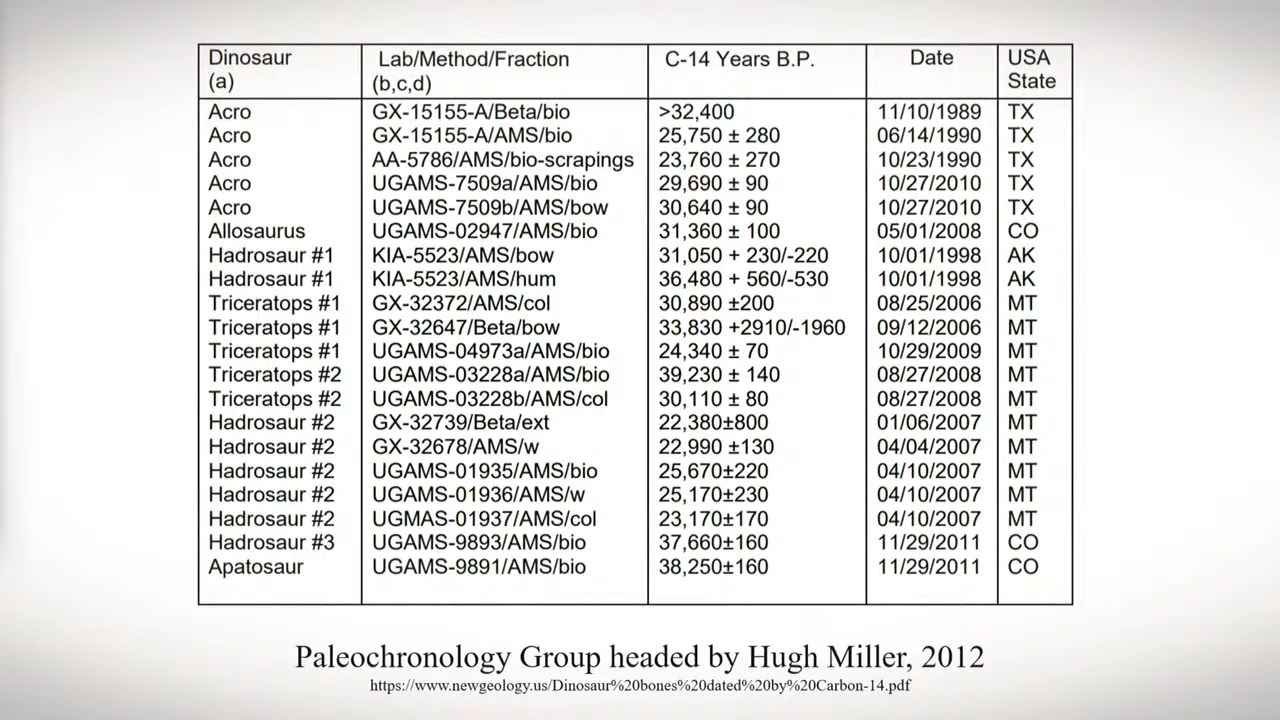 Dinosaur (a) Lab/Method/Fraction (b,c,d) C-14 Years B.P. Date USA State
Acro GX-15155-A/Beta/bio >32,400 11/10/1989 TX
Acro GX-15155-A/AMS/bio 25,750 ± 280 06/14/1990 TX
Acro AA-5786/AMS/bio-scrapings 23,760 ± 270 10/23/1990 TX
Acro UGAMS-7509a/AMS/bio 29,690 ± 90 10/27/2010 TX
Acro UGAMS-7509b/AMS/bow 30,640 ± 90 10/27/2010 TX
Allosaurus UGAMS-02947/AMS/bio 31,360 ± 100 05/01/2008 CO
Hadrosaur #1 KIA-5523/AMS/bow 31,050 + 230/-220 10/01/1998 AK
Hadrosaur #1 KIA-5523/AMS/hum 36,480 + 560/-530 10/01/1998 AK
Triceratops #1 GX-32372/AMS/col 30,890 ±200 08/25/2006 MT
Triceratops #1 GX-32647/Beta/bow 33,830 +2910/-1960 09/12/2006 MT
Triceratops #1 UGAMS-04973a/AMS/bio 24,340 ± 70 10/29/2009 MT
Triceratops #2 UGAMS-03228a/AMS/bio 39,230 ± 140 08/27/2008 MT
Triceratops #2 UGAMS-03228b/AMS/col 30,110 ± 80 08/27/2008 MT
Hadrosaur #2 GX-32739/Beta/ext 22,380±800 01/06/2007 MT
Hadrosaur #2 GX-32678/AMS/w 22,990 ±130 04/04/2007 MT
Hadrosaur #2 UGAMS-01935/AMS/bio 25,670±220 04/10/2007 MT
Hadrosaur #2 UGAMS-01936/AMS/w 25,170±230 04/10/2007 MT
Hadrosaur #2 UGMAS-01937/AMS/col 23,170±170 04/10/2007 MT
Hadrosaur #3 UGAMS-9893/AMS/bio 37,660±160 11/29/2011 CO
Apatosaur UGAMS-9891/AMS/bio 38,250±160 11/29/2011 CO
Paleochronology Group headed by Hugh Miller, 2012
https://www.newgeology.us/Dinosaur%20bones%20dated%20by%20Carbon-14.pdf